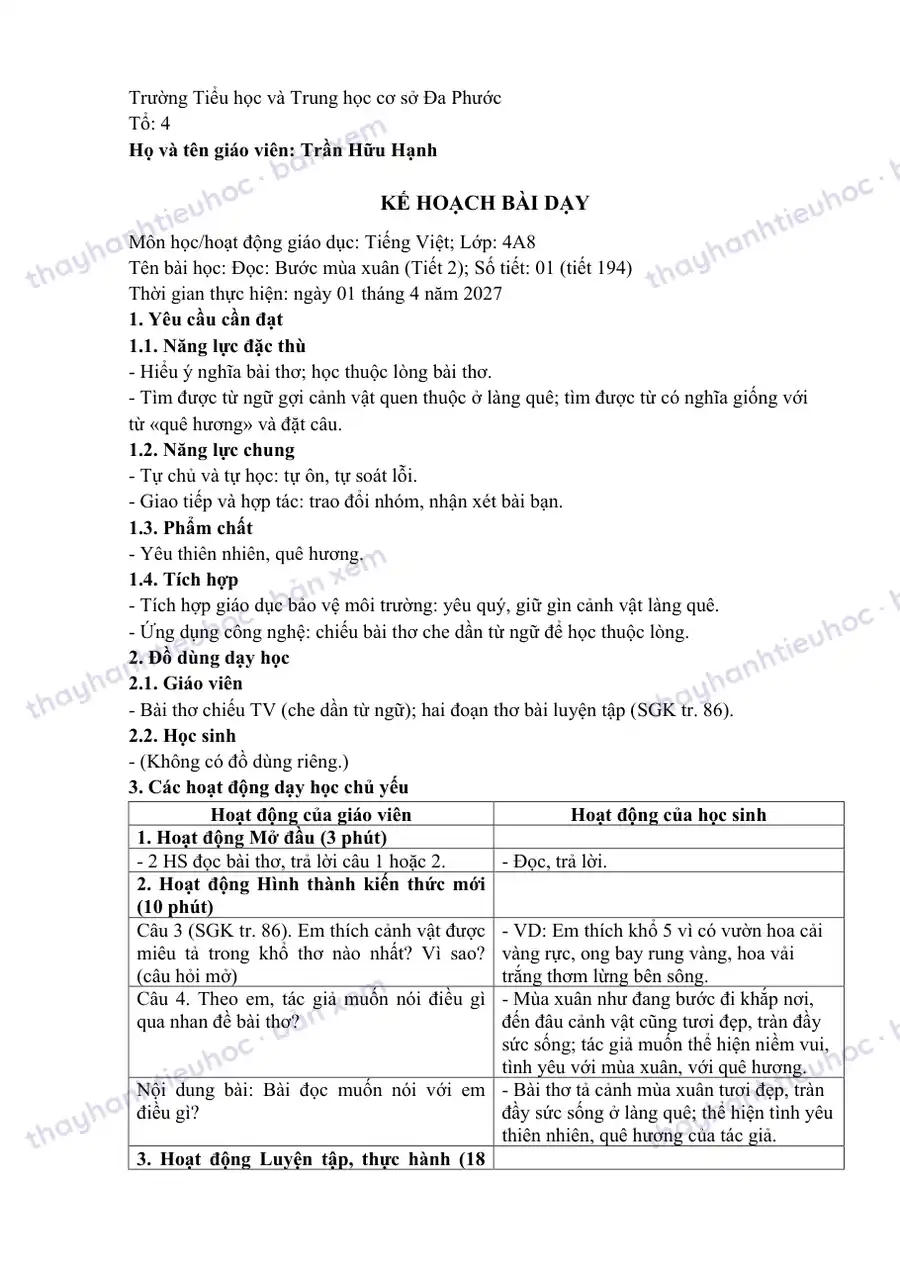 Trường Tiểu học và Trung học cơ sở Đa Phước
Tổ: 4
Họ và tên giáo viên: Trần Hữu Hạnh
KẾ HOẠCH BÀI DẠY
Môn học/hoạt động giáo dục: Tiếng Việt; Lớp: 4A8
Tên bài học: Đọc: Bước mùa xuân (Tiết 2); Số tiết: 01 (tiết 194)
Thời gian thực hiện: ngày 01 tháng 4 năm 2027
1. Yêu cầu cần đạt
1.1. Năng lực đặc thù
- Hiểu ý nghĩa bài thơ; học thuộc lòng bài thơ.
- Tìm được từ ngữ gợi cảnh vật quen thuộc ở làng quê; tìm được từ có nghĩa giống với
từ «quê hương» và đặt câu.
1.2. Năng lực chung
- Tự chủ và tự học: tự ôn, tự soát lỗi.
- Giao tiếp và hợp tác: trao đổi nhóm, nhận xét bài bạn.
1.3. Phẩm chất
- Yêu thiên nhiên, quê hương.
1.4. Tích hợp
- Tích hợp giáo dục bảo vệ môi trường: yêu quý, giữ gìn cảnh vật làng quê.
- Ứng dụng công nghệ: chiếu bài thơ che dần từ ngữ để học thuộc lòng.
2. Đồ dùng dạy học
2.1. Giáo viên
- Bài thơ chiếu TV (che dần từ ngữ); hai đoạn thơ bài luyện tập (SGK tr. 86).
2.2. Học sinh
- (Không có đồ dùng riêng.)
3. Các hoạt động dạy học chủ yếu
Hoạt động của giáo viên
Hoạt động của học sinh
1. Hoạt động Mở đầu (3 phút)
- 2 HS đọc bài thơ, trả lời câu 1 hoặc 2.
- Đọc, trả lời.
2. Hoạt động Hình thành kiến thức mới
(10 phút)
Câu 3 (SGK tr. 86). Em thích cảnh vật được
miêu tả trong khổ thơ nào nhất? Vì sao?
(câu hỏi mở)
- VD: Em thích khổ 5 vì có vườn hoa cải
vàng rực, ong bay rung vàng, hoa vải
trắng thơm lừng bên sông.
Câu 4. Theo em, tác giả muốn nói điều gì
qua nhan đề bài thơ?
- Mùa xuân như đang bước đi khắp nơi,
đến đâu cảnh vật cũng tươi đẹp, tràn đầy
sức sống; tác giả muốn thể hiện niềm vui,
tình yêu với mùa xuân, với quê hương.
Nội dung bài: Bài đọc muốn nói với em
điều gì?
- Bài thơ tả cảnh mùa xuân tươi đẹp, tràn
đầy sức sống ở làng quê; thể hiện tình yêu
thiên nhiên, quê hương của tác giả.
3. Hoạt động Luyện tập, thực hành (18
thayhanhtieuhoc · bản xem
thayhanhtieuhoc · b
thayhanhtieuhoc · bản xem
thayhanhtieuhoc · b
thayhanhtieuhoc · bản xem
thayhanhtieuhoc · b